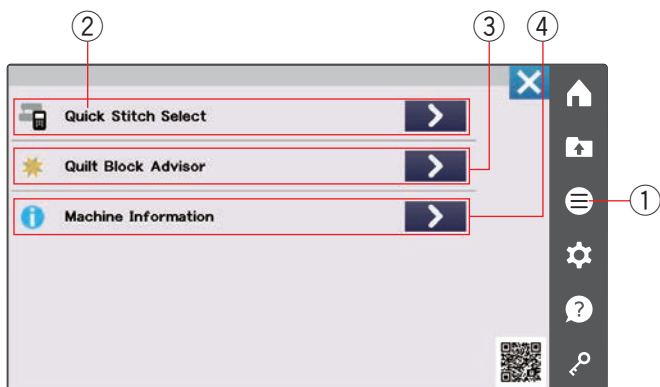 ② ③ ④
Quick Stitch Select
Quilt Block Advisor
Machine Information
①
?